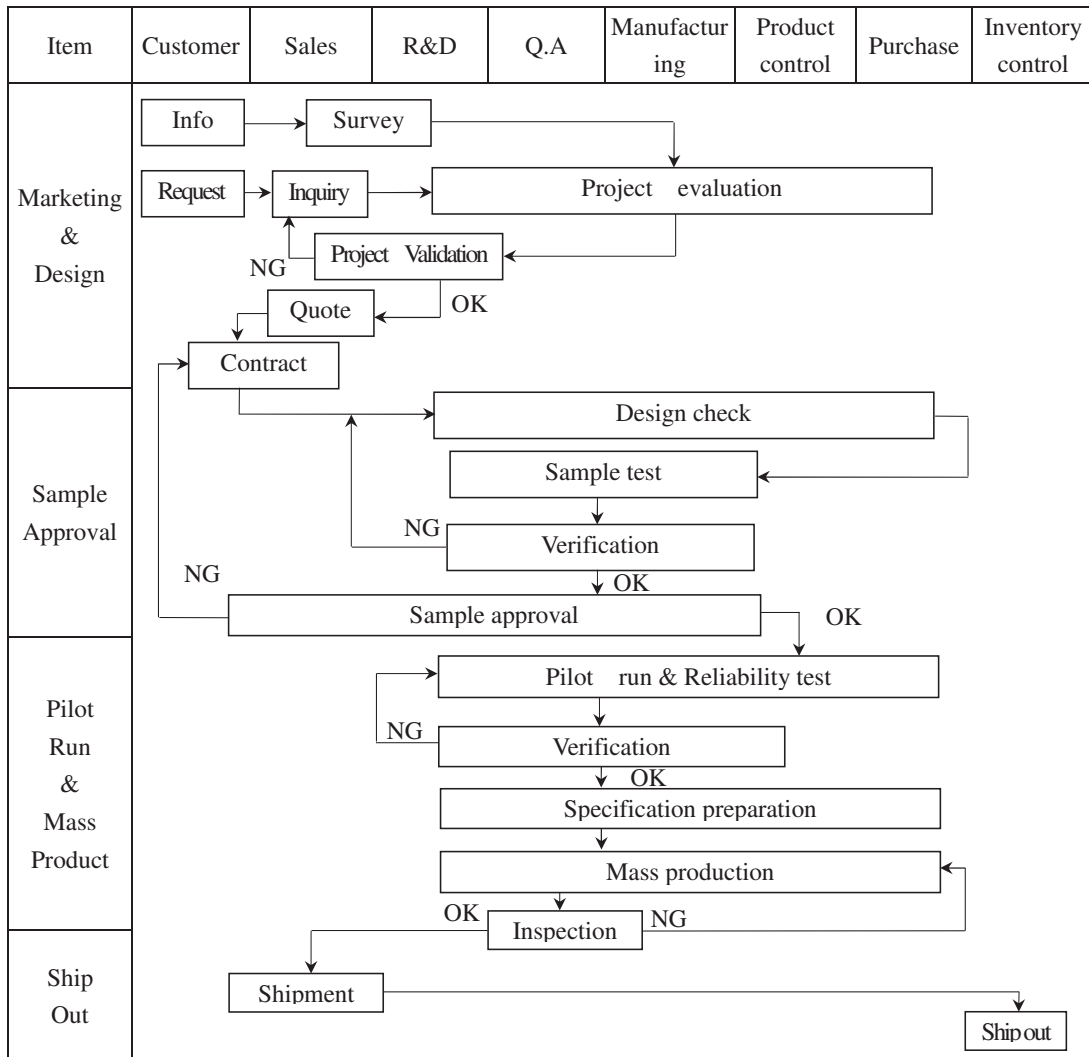 Item
Customer
Sales
R&D
Q.A
Manufactur
ing
Product
control
Purchase
Inventory
control
Marketing
&
Design
Info
Survey
Request
Inquiry
Project evaluation
Project Validation
NG
OK
Quote
Contract
Sample
Approval
Design check
Sample test
NG
Verification
OK
NG
Sample approval
OK
Pilot
Run
&
Mass
Product
Pilot run & Reliability test
NG
Verification
OK
Specification preparation
Mass production
OK
Inspection
NG
Ship
Out
Shipment
Ship out